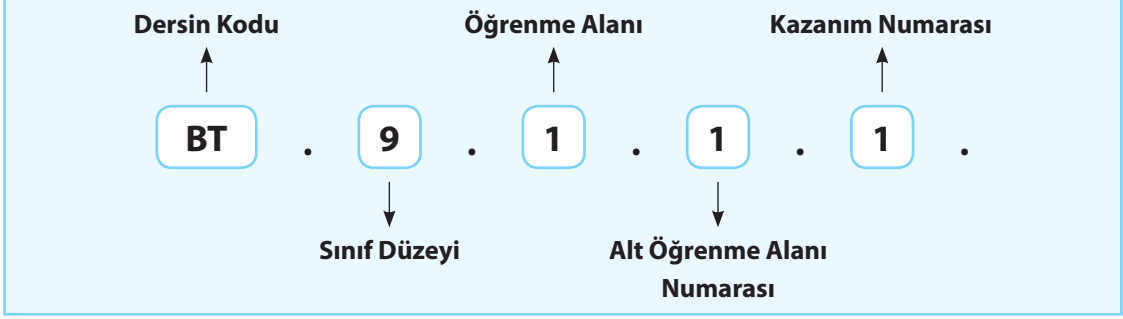 Dersin Kodu Öğrenme Alanı Kazanım Numarası
BT . 9 . 1 . 1 . 1 .
Sınıf Düzeyi Alt Öğrenme Alanı
Numarası